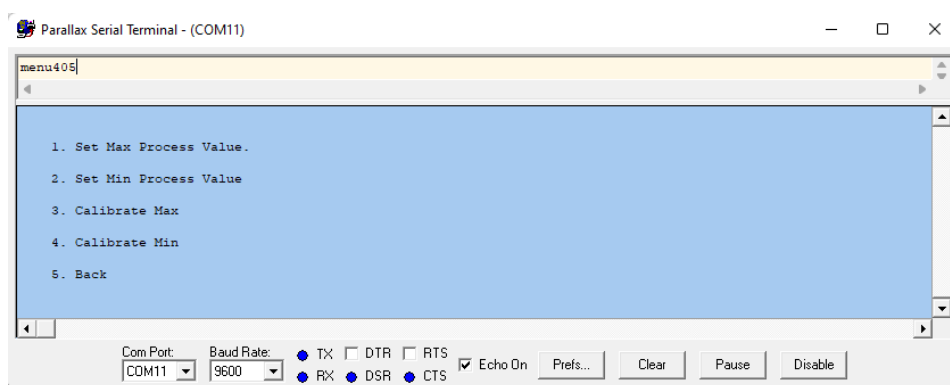 Parallax Serial Terminal - (COM11)
menu405
1. Set Max Process Value.
2. Set Min Process Value
3. Calibrate Max
4. Calibrate Min
5. Back
Com Port: Baud Rate: TX DTR RTS
COM11 9600 RX DSR CTS Echo On Prefs... Clear Pause Disable